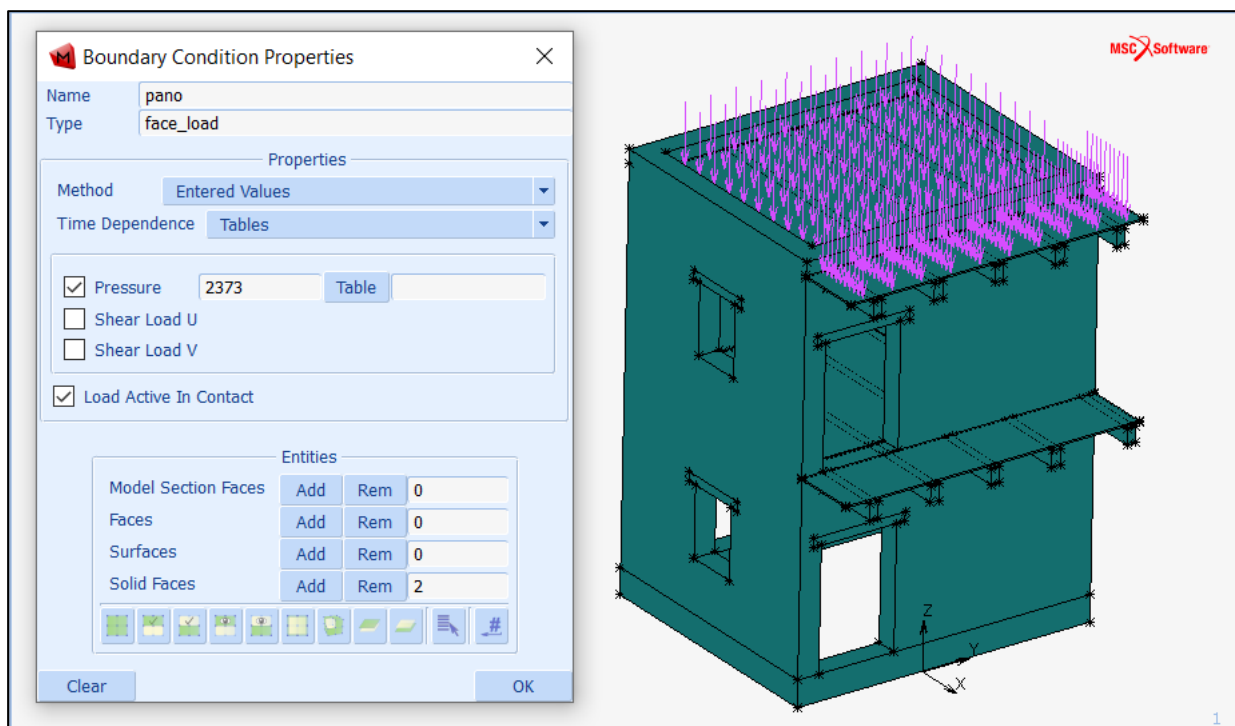 Boundary Condition Properties
Name pano
Type face_load
Properties
Method Entered Values
Time Dependence Tables
Pressure 2373 Table
Shear Load U
Shear Load V
Load Active In Contact
Entities
Model Section Faces Add Rem 0
Faces Add Rem 0
Surfaces Add Rem 0
Solid Faces Add Rem 2
#
Clear OK
MSC Software
Z
Y
X
1